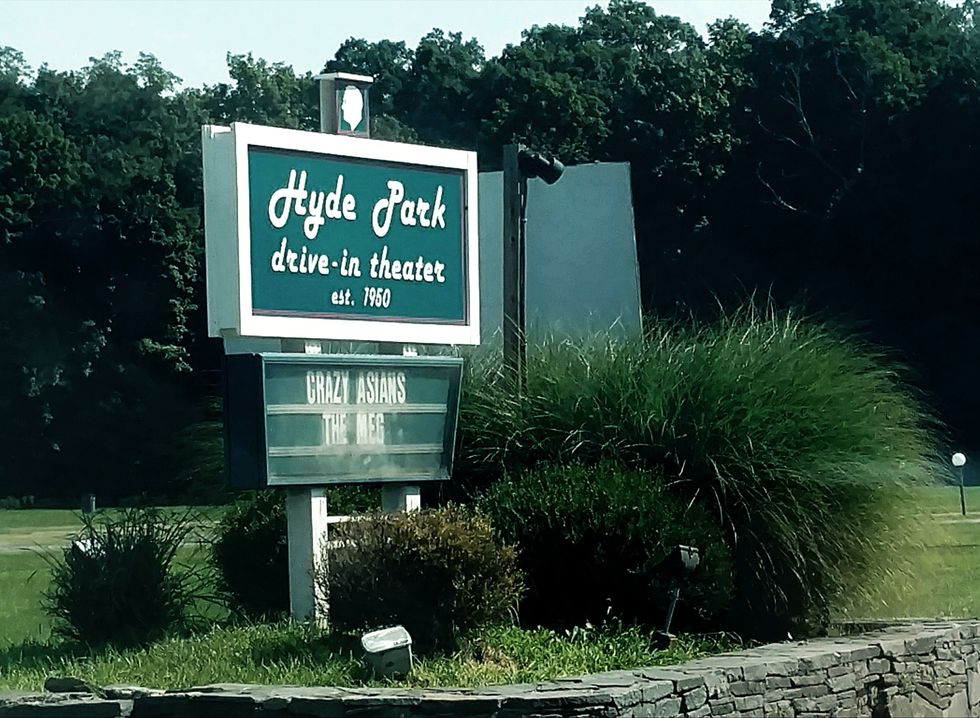 Hyde Park
drive-in theater
est. 1950
CRAZY ASIANS
THE MEG